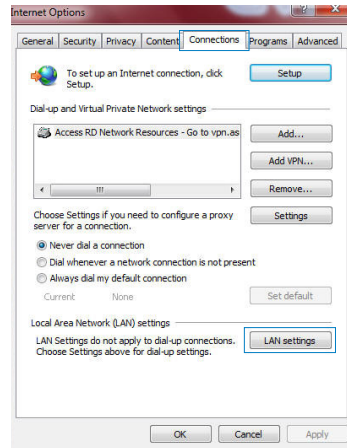 Internet Options
General Security Privacy Content Connections Programs Advanced
To set up an Internet connection, click
Setup.
Setup
Dial-up and Virtual Private Network settings
Access RD Network Resources - Go to vpn.as
Add...
Add VPN...
Remove...
Choose Settings if you need to configure a proxy
server for a connection.
Settings
Never dial a connection
Dial whenever a network connection is not present
Always dial my default connection
Current None
Set default
Local Area Network (LAN) settings
LAN Settings do not apply to dial-up connections.
Choose Settings above for dial-up settings.
LAN settings
OK Cancel Apply